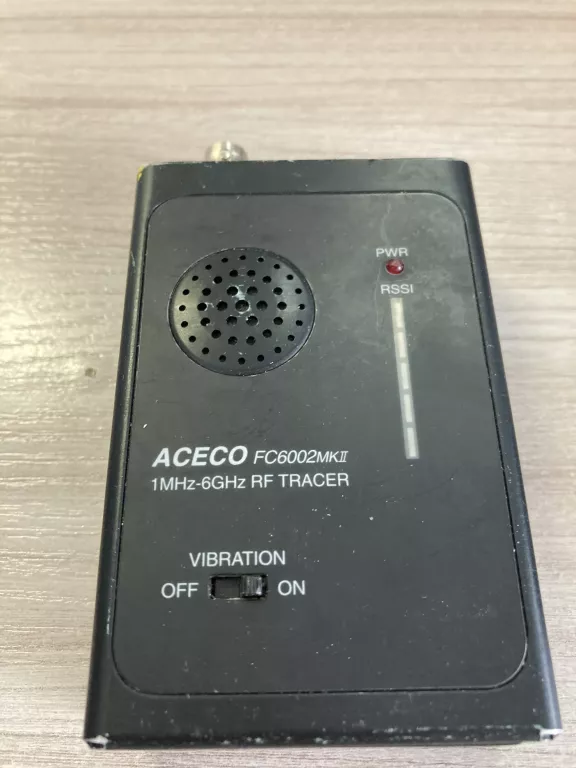 PWR
RSSI
ACECO FC6002MKII
1MHz-6GHz RF TRACER
VIBRATION
OFF ON